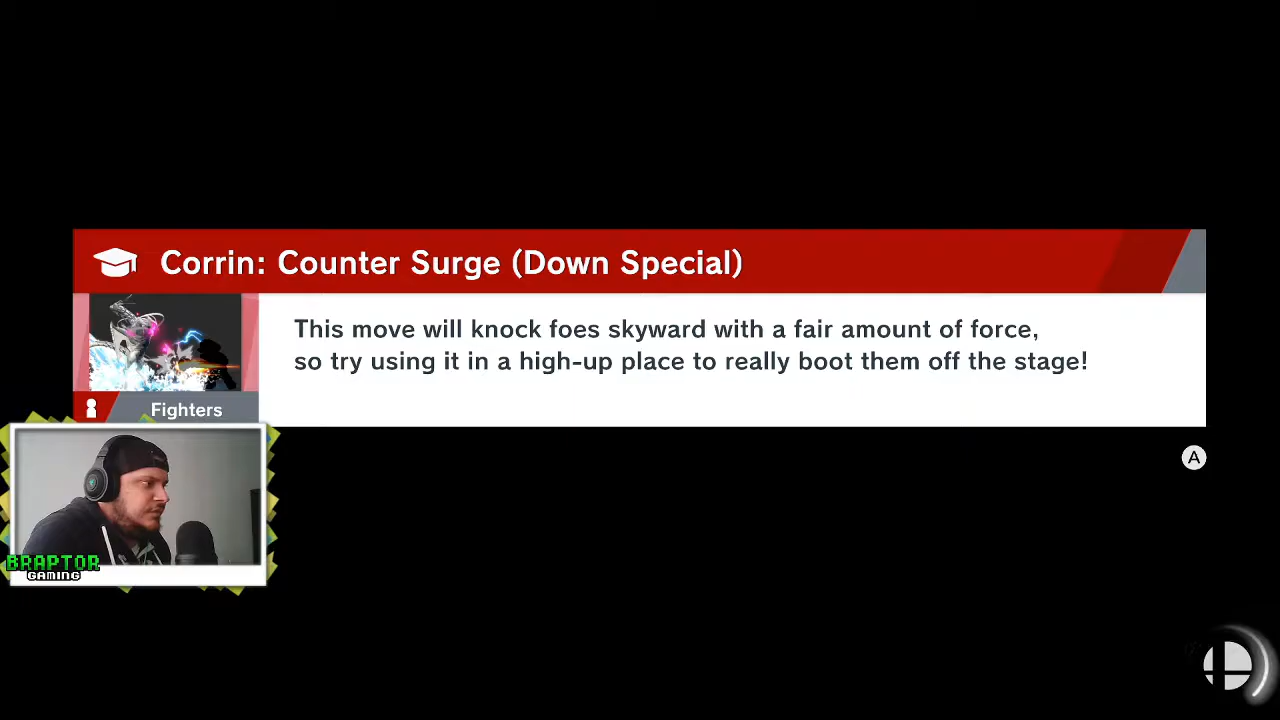 Corrin: Counter Surge (Down Special)
This move will knock foes skyward with a fair amount of force,
so try using it in a high-up place to really boot them off the stage!
Fighters
A
BRAPTOR
GAMING